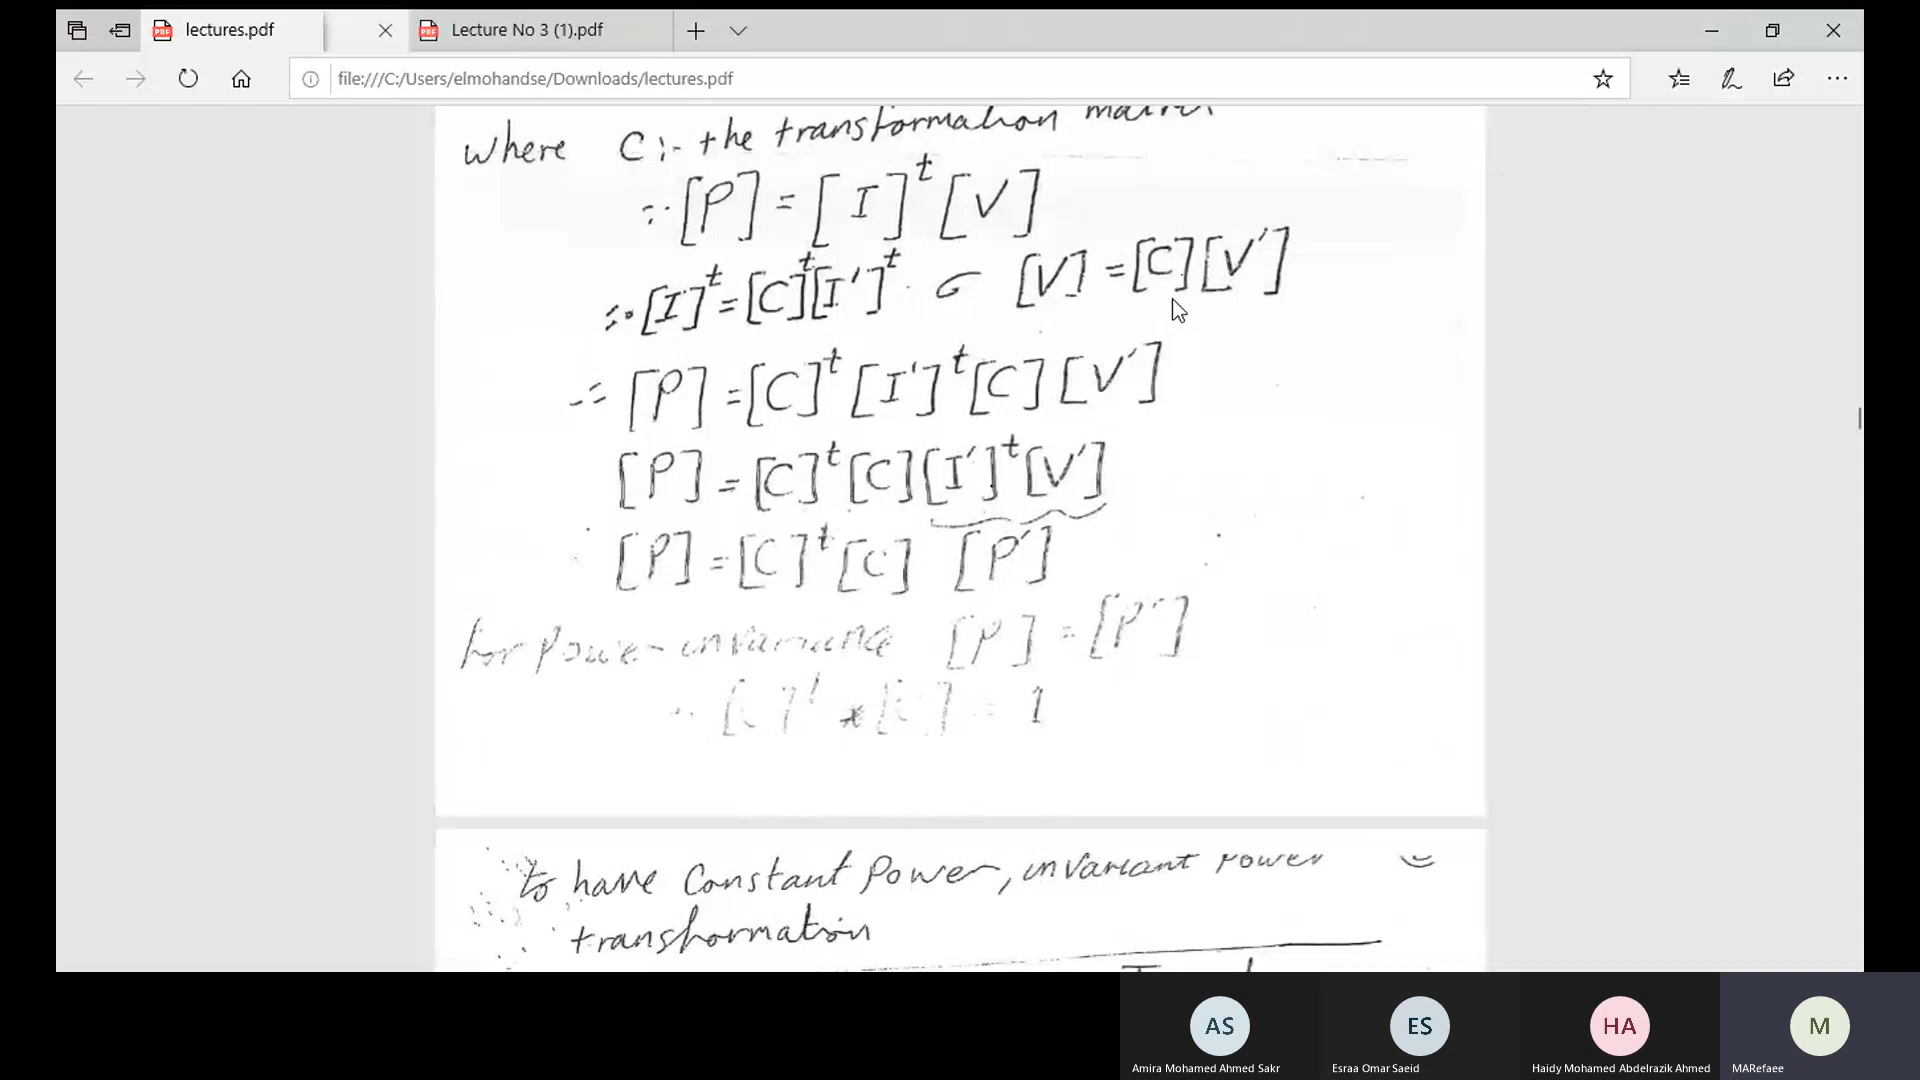 lectures.pdf
Lecture No 3 (1).pdf
file:///C:/Users/elmohandse/Downloads/lectures.pdf
where C:- the transformation matrix
∵ [P] = [I]^t [V]
∴ [I]^t = [C]^t [I']^t , [V] = [C] [V']
∴ [P] = [C]^t [I']^t [C] [V']
[P] = [C]^t [C] [I']^t [V']
[P] = [C]^t [C] [P']
for power invariance [P] = [P']
∴ [C]^t * [C] = 1
to have Constant Power, invariant power
transformation
AS
ES
HA
M
Amira Mohamed Ahmed Sakr
Esraa Omar Saeid
Haidy Mohamed Abdelrazik Ahmed
MARefaee